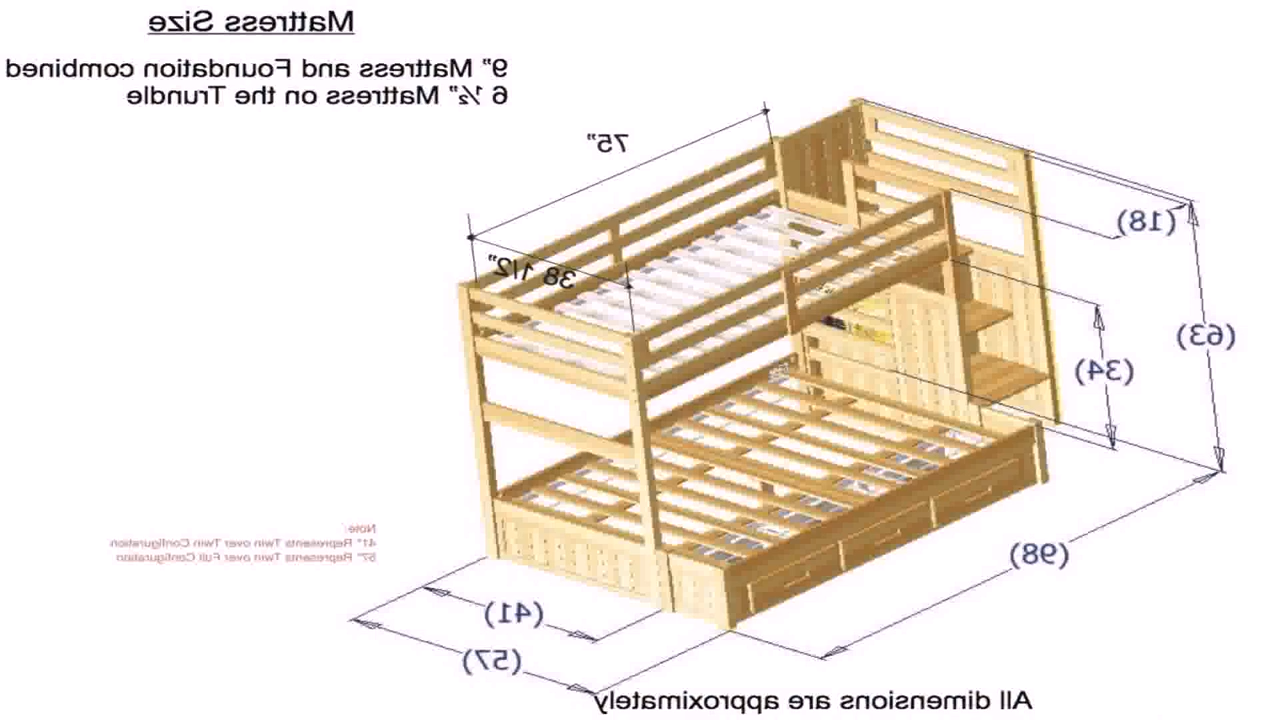 Mattress Size
9” Mattress and Foundation combined
6 ½” Mattress on the Trundle
75”
38 1/2”
(18)
(63)
(34)
(98)
(41)
(57)
Note:
41" Represents Twin over Twin Configuration
57" Represents Twin over Full Configuration
All dimensions are approximately